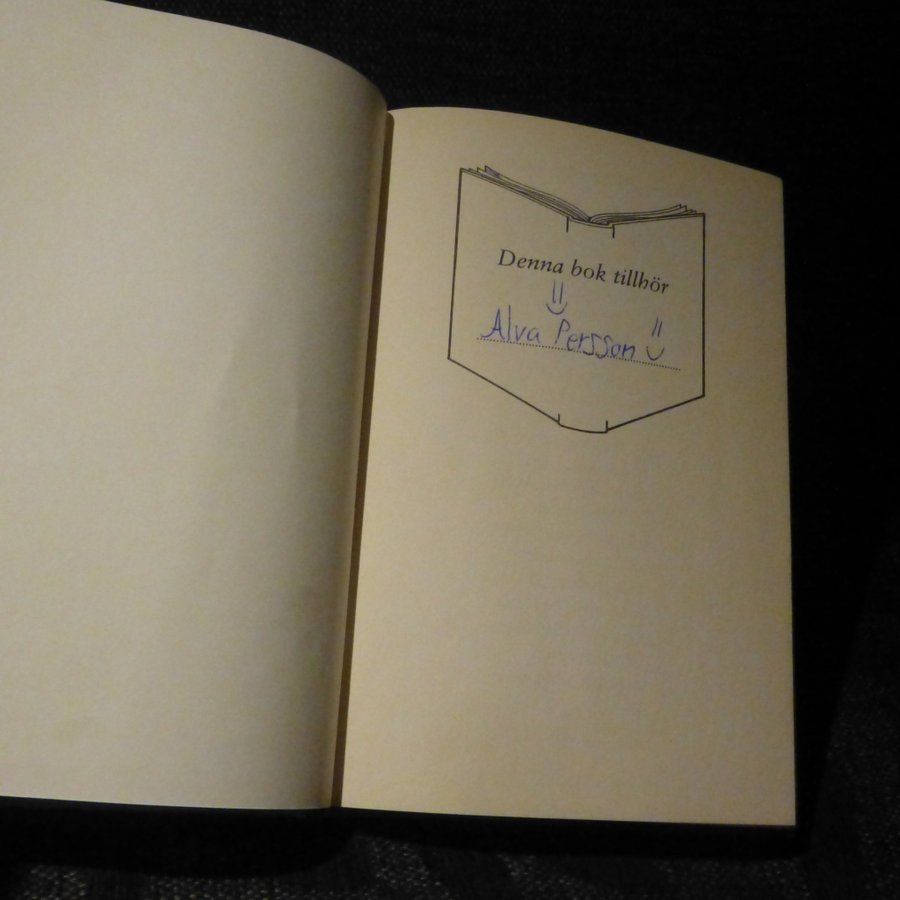 Denna bok tillhör
Alva Persson